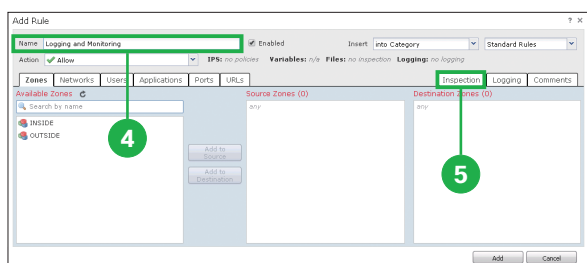 Add Rule ? ×
Name Logging and Monitoring Enabled Insert into Category Standard Rules
Action Allow IPS: no policies Variables: n/a Files: no inspection Logging: no logging
Zones Networks Users Applications Ports URLs Inspection Logging Comments
Available Zones Source Zones (0) Destination Zones (0)
Search by name any any
INSIDE
OUTSIDE
4
Add to Source
Add to Destination
5
Add Cancel